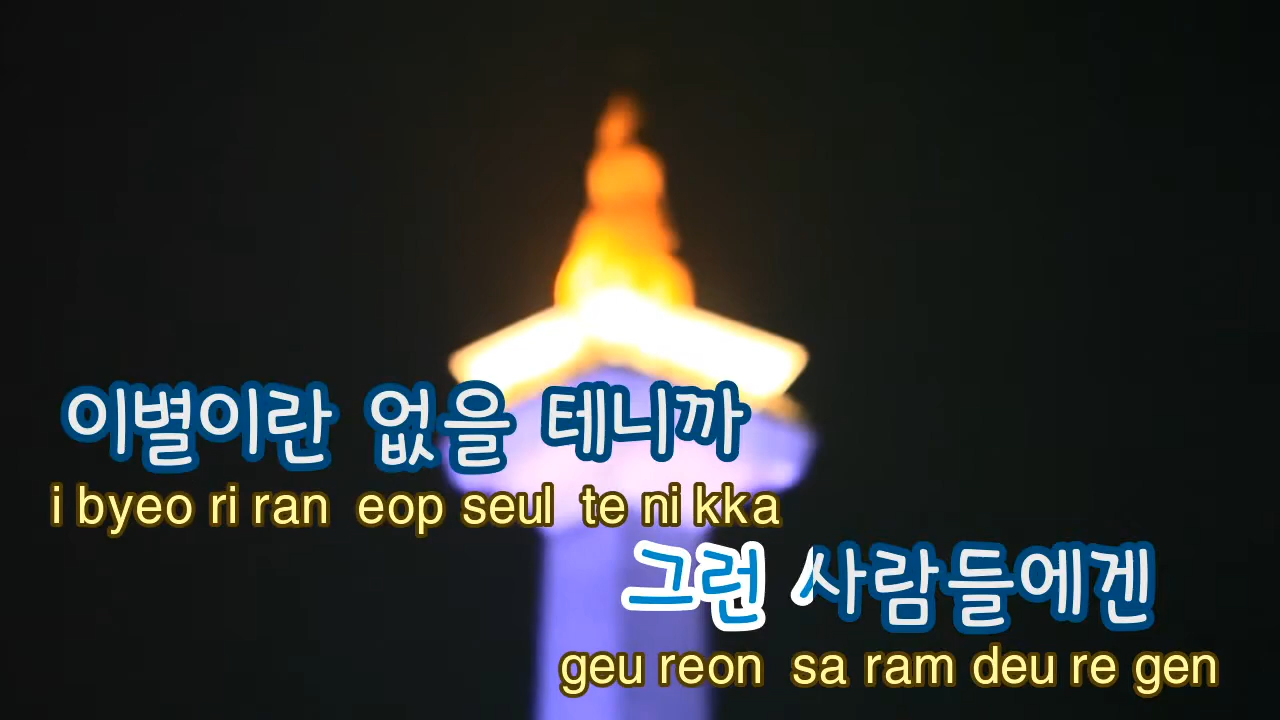 이별이란 없을 테니까
i byeo ri ran eop seul te ni kka
그런 사람들에겐
geu reon sa ram deu re gen